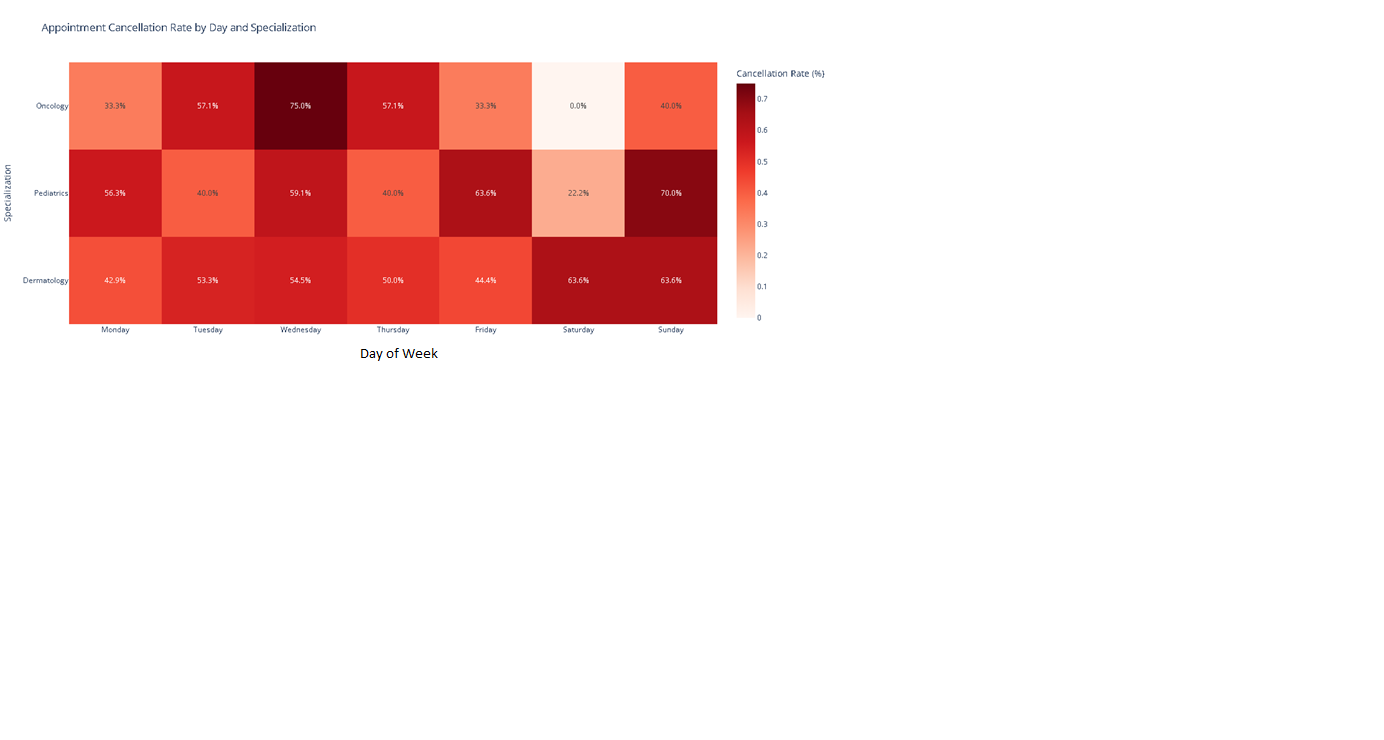 Appointment Cancellation Rate by Day and Specialization
Cancellation Rate (%)
Specialization
Oncology
33.3% 57.1% 75.0% 57.1% 33.3% 0.0% 40.0%
Pediatrics
56.3% 40.0% 59.1% 40.0% 63.6% 22.2% 70.0%
Dermatology
42.9% 53.3% 54.5% 50.0% 44.4% 63.6% 63.6%
Monday Tuesday Wednesday Thursday Friday Saturday Sunday
Day of Week
0.7
0.6
0.5
0.4
0.3
0.2
0.1
0